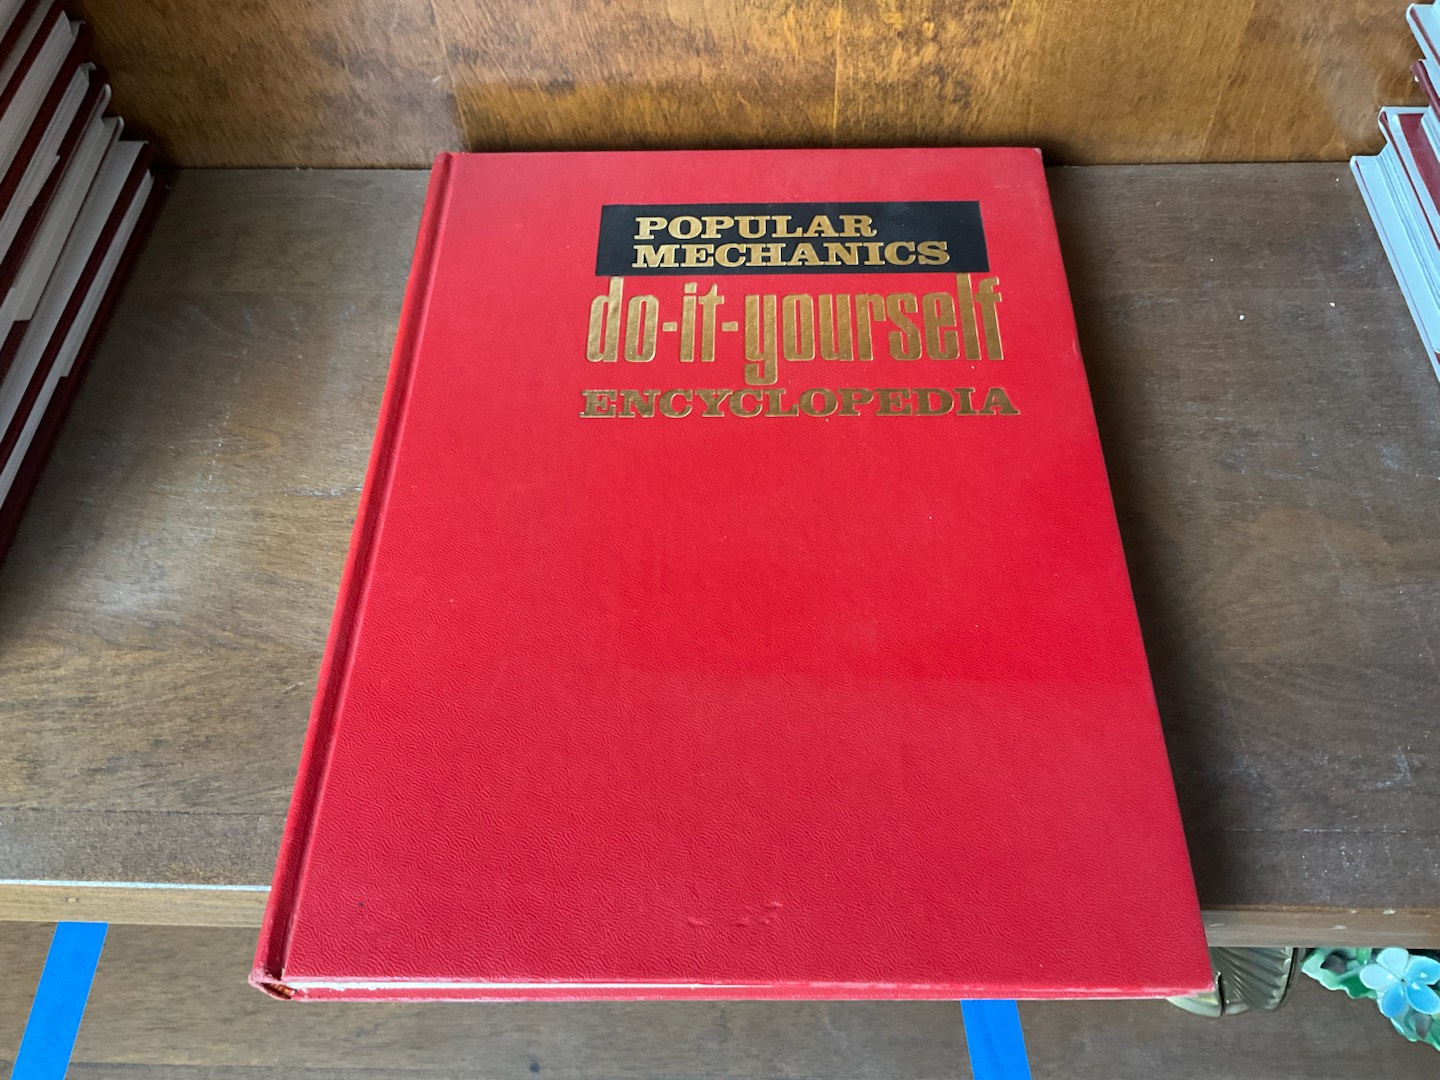 POPULAR
MECHANICS
do-it-yourself
ENCYCLOPEDIA